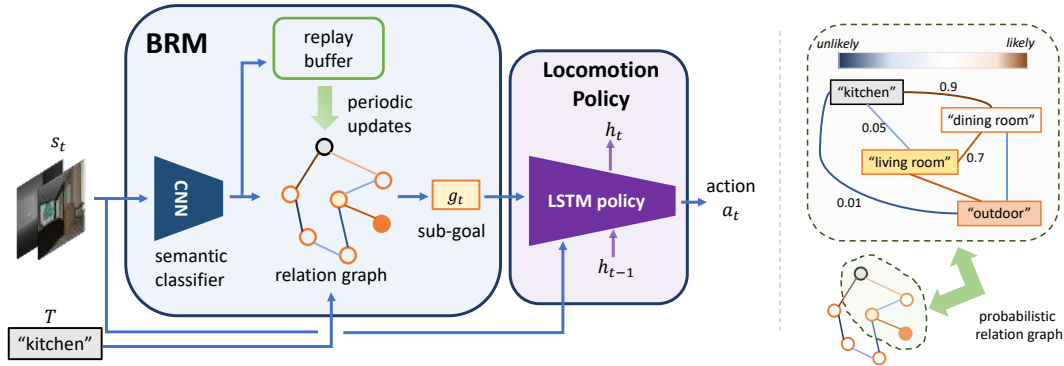 BRM
replay
buffer
periodic
updates
s_t
CNN
semantic
classifier
relation graph
g_t
sub-goal
T
"kitchen"
Locomotion
Policy
h_t
LSTM policy
h_{t-1}
action
a_t
unlikely
likely
"kitchen"
0.9
"dining room"
0.05
"living room"
0.7
0.01
"outdoor"
probabilistic
relation graph